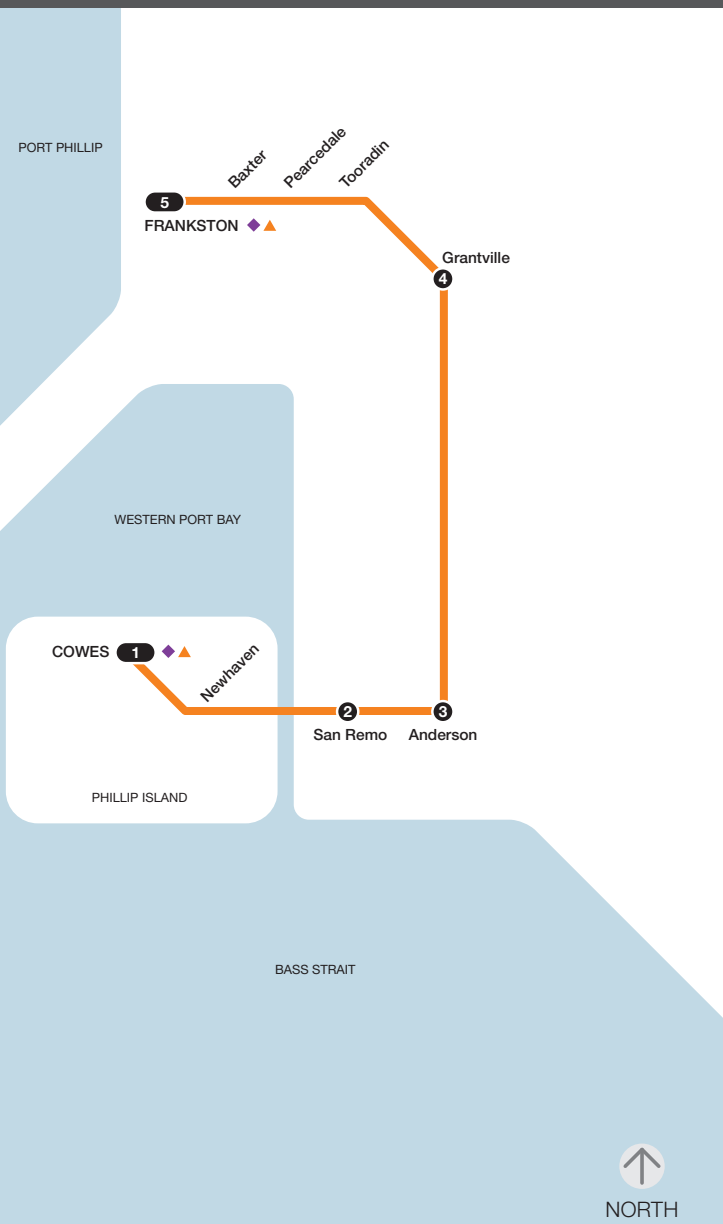 PORT PHILLIP
Baxter
Pearcedale
Tooradin
5
FRANKSTON
Grantville
4
WESTERN PORT BAY
COWES 1
Newhaven
2
3
San Remo
Anderson
PHILLIP ISLAND
BASS STRAIT
NORTH